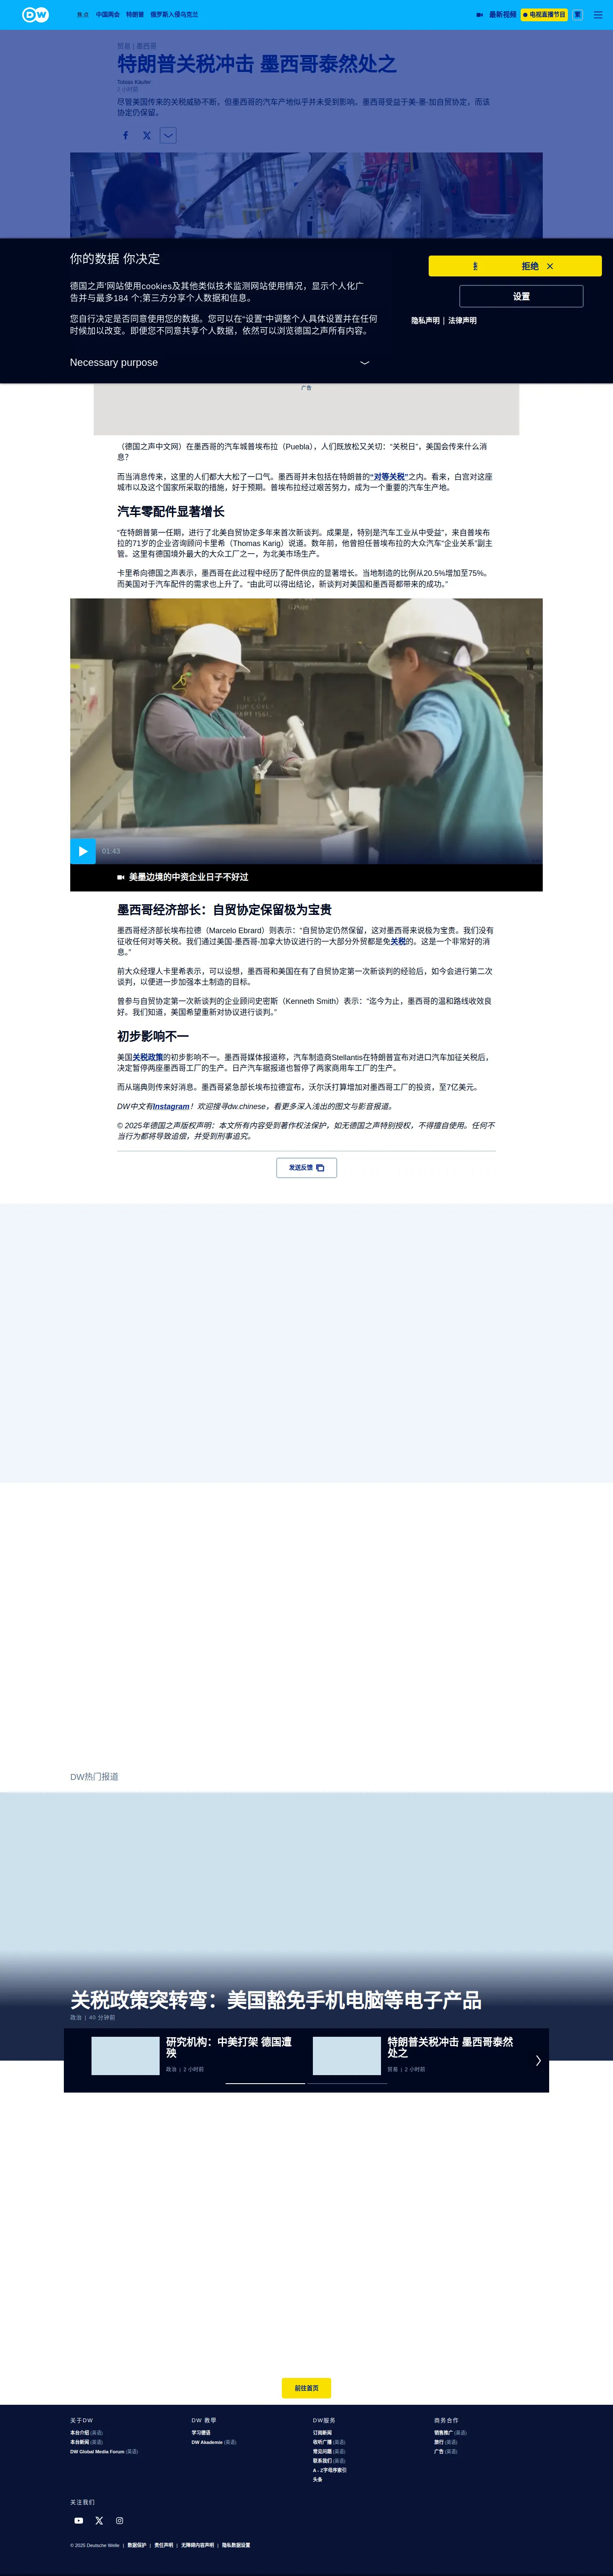 DW
焦点 中国两会 特朗普 俄罗斯入侵乌克兰
最新视频 电视直播节目 繁
贸易 | 墨西哥
特朗普关税冲击 墨西哥泰然处之
Tobias Käufer
2 小时前
尽管美国传来的关税威胁不断，但墨西哥的汽车产地似乎并未受到影响。墨西哥受益于美-墨-加自贸协定，而该
协定仍保留。
你的数据 你决定
拒绝
德国之声'网站使用cookies及其他类似技术监测网站使用情况，显示个人化广
告并与最多184 个;第三方分享个人数据和信息。
设置
您自行决定是否同意使用您的数据。您可以在“设置”中调整个人具体设置并在任何
时候加以改变。即便您不同意共享个人数据，依然可以浏览德国之声所有内容。
隐私声明 | 法律声明
Necessary purpose
广告
（德国之声中文网）在墨西哥的汽车城普埃布拉（Puebla），人们既放松又关切：“关税日”，美国会传来什么消
息？
而当消息传来，这里的人们都大大松了一口气。墨西哥并未包括在特朗普的“对等关税”之内。看来，白宫对这座
城市以及这个国家所采取的措施，好于预期。普埃布拉经过艰苦努力，成为一个重要的汽车生产地。
汽车零配件显著增长
“在特朗普第一任期，进行了北美自贸协定多年来首次新谈判。成果是，特别是汽车工业从中受益”，来自普埃布
拉的71岁的企业咨询顾问卡里希（Thomas Karig）说道。数年前，他曾担任普埃布拉的大众汽车“企业关系”副主
管。这里有德国境外最大的大众工厂之一，为北美市场生产。
卡里希向德国之声表示，墨西哥在此过程中经历了配件供应的显著增长。当地制造的比例从20.5%增加至75%。
而美国对于汽车配件的需求也上升了。“由此可以得出结论，新谈判对美国和墨西哥都带来的成功。”
01:43
美墨边境的中资企业日子不好过
墨西哥经济部长：自贸协定保留极为宝贵
墨西哥经济部长埃布拉德（Marcelo Ebrard）则表示：“自贸协定仍然保留，这对墨西哥来说极为宝贵。我们没有
征收任何对等关税。我们通过美国-墨西哥-加拿大协议进行的一大部分外贸都是免关税的。这是一个非常好的消
息。”
前大众经理人卡里希表示，可以设想，墨西哥和美国在有了自贸协定第一次新谈判的经验后，如今会进行第二次
谈判，以便进一步加强本土制造的目标。
曾参与自贸协定第一次新谈判的企业顾问史密斯（Kenneth Smith）表示：“迄今为止，墨西哥的温和路线收效良
好。我们知道，美国希望重新对协议进行谈判。”
初步影响不一
美国关税政策的初步影响不一。墨西哥媒体报道称，汽车制造商Stellantis在特朗普宣布对进口汽车加征关税后，
决定暂停两座墨西哥工厂的生产。日产汽车据报道也暂停了两家商用车工厂的生产。
而从瑞典则传来好消息。墨西哥紧急部长埃布拉德宣布，沃尔沃打算增加对墨西哥工厂的投资，至7亿美元。
DW中文有Instagram！欢迎搜寻dw.chinese，看更多深入浅出的图文与影音报道。
© 2025年德国之声版权声明：本文所有内容受到著作权法保护，如无德国之声特别授权，不得擅自使用。任何不
当行为都将导致追偿，并受到刑事追究。
发送反馈
DW热门报道
关税政策突转弯：美国豁免手机电脑等电子产品
政治 | 40 分钟前
研究机构：中美打架 德国遭
殃
政治 | 2 小时前
特朗普关税冲击 墨西哥泰然
处之
贸易 | 2 小时前
前往首页
关于DW
本台介绍 (英语)
本台新闻 (英语)
DW Global Media Forum (英语)
DW 教學
学习德语
DW Akademie (英语)
DW服务
订阅新闻
收听广播 (英语)
常见问题 (英语)
联系我们 (英语)
A - Z字母序索引
头条
商务合作
销售推广 (英语)
旅行 (英语)
广告 (英语)
关注我们
© 2025 Deutsche Welle | 数据保护 | 责任声明 | 无障碍内容声明 | 隐私数据设置